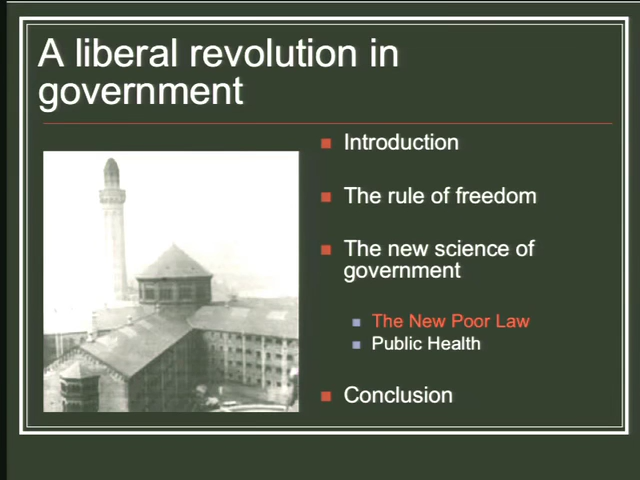 A liberal revolution in
government
Introduction
The rule of freedom
The new science of
government
The New Poor Law
Public Health
Conclusion